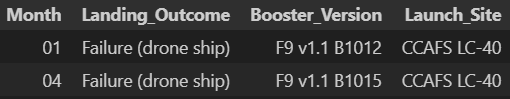 Month Landing_Outcome Booster_Version Launch_Site
01 Failure (drone ship) F9 v1.1 B1012 CCAFS LC-40
04 Failure (drone ship) F9 v1.1 B1015 CCAFS LC-40